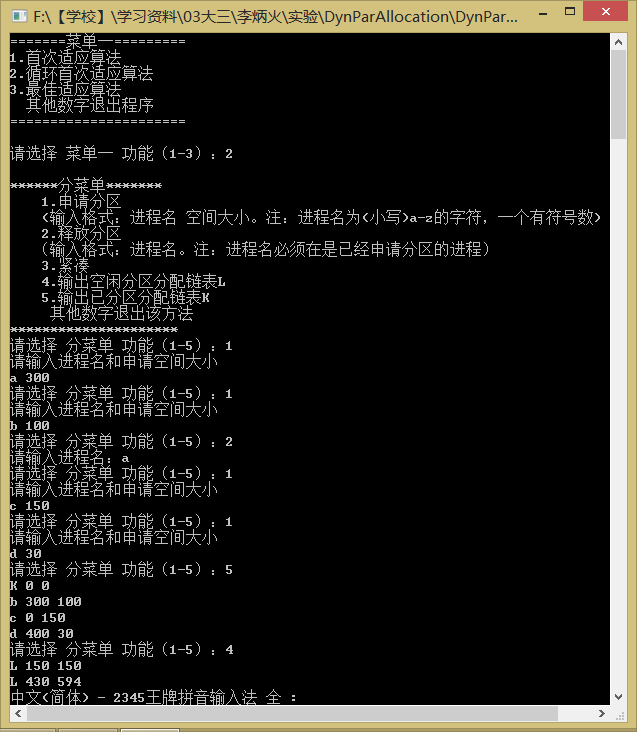 F:\【学校】\学习资料\03大三\李炳火\实验\DynParAllocation\DynPar...
=======菜单一=========
1.首次适应算法
2.循环首次适应算法
3.最佳适应算法
其他数字退出程序
======================
请选择 菜单一 功能（1-3）：2
******分菜单*******
1.申请分区
(输入格式：进程名 空间大小。注：进程名为(小写)a-z的字符，一个有符号数)
2.释放分区
（输入格式：进程名。注：进程名必须在是已经申请分区的进程）
3.紧凑
4.输出空闲分区分配链表L
5.输出已分区分配链表K
其他数字退出该方法
*********************
请选择 分菜单 功能（1-5）：1
请输入进程名和申请空间大小
a 300
请选择 分菜单 功能（1-5）：1
请输入进程名和申请空间大小
b 100
请选择 分菜单 功能（1-5）：2
请输入进程名：a
请选择 分菜单 功能（1-5）：1
请输入进程名和申请空间大小
c 150
请选择 分菜单 功能（1-5）：1
请输入进程名和申请空间大小
d 30
请选择 分菜单 功能（1-5）：5
K 0 0
b 300 100
c 0 150
d 400 30
请选择 分菜单 功能（1-5）：4
L 150 150
L 430 594
中文(简体) - 2345王牌拼音输入法 全 :